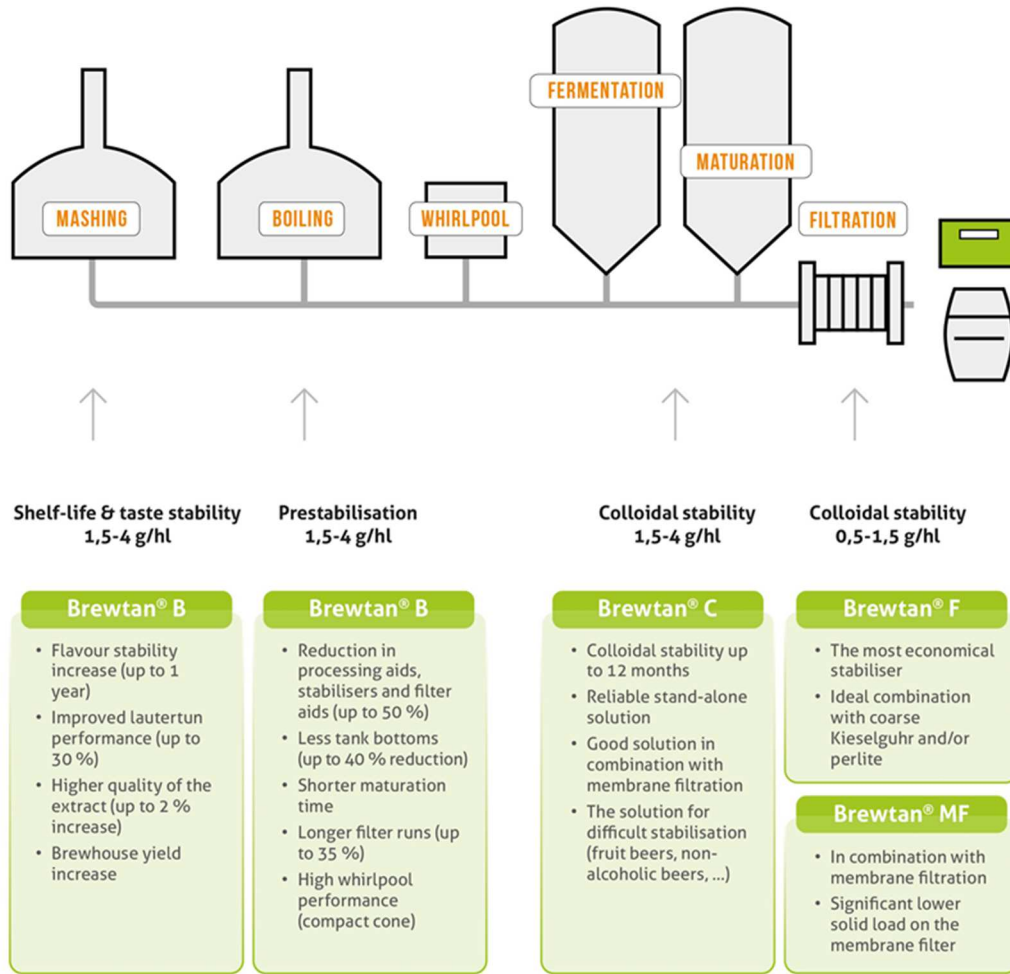 FERMENTATION
MATURATION
MASHING
BOILING
WHIRLPOOL
FILTRATION
Shelf-life & taste stability
1,5-4 g/hl
Prestabilisation
1,5-4 g/hl
Colloidal stability
1,5-4 g/hl
Colloidal stability
0,5-1,5 g/hl
Brewtan® B
• Flavour stability
increase (up to 1
year)
• Improved lautertun
performance (up to
30 %)
• Higher quality of the
extract (up to 2 %
increase)
• Brewhouse yield
increase
Brewtan® B
• Reduction in
processing aids,
stabilisers and filter
aids (up to 50 %)
• Less tank bottoms
(up to 40 % reduction)
• Shorter maturation
time
• Longer filter runs (up
to 35 %)
• High whirlpool
performance
(compact cone)
Brewtan® C
• Colloidal stability up
to 12 months
• Reliable stand-alone
solution
• Good solution in
combination with
membrane filtration
• The solution for
difficult stabilisation
(fruit beers, non-
alcoholic beers, ...)
Brewtan® F
• The most economical
stabiliser
• Ideal combination
with coarse
Kieselguhr and/or
perlite
Brewtan® MF
• In combination with
membrane filtration
• Significant lower
solid load on the
membrane filter